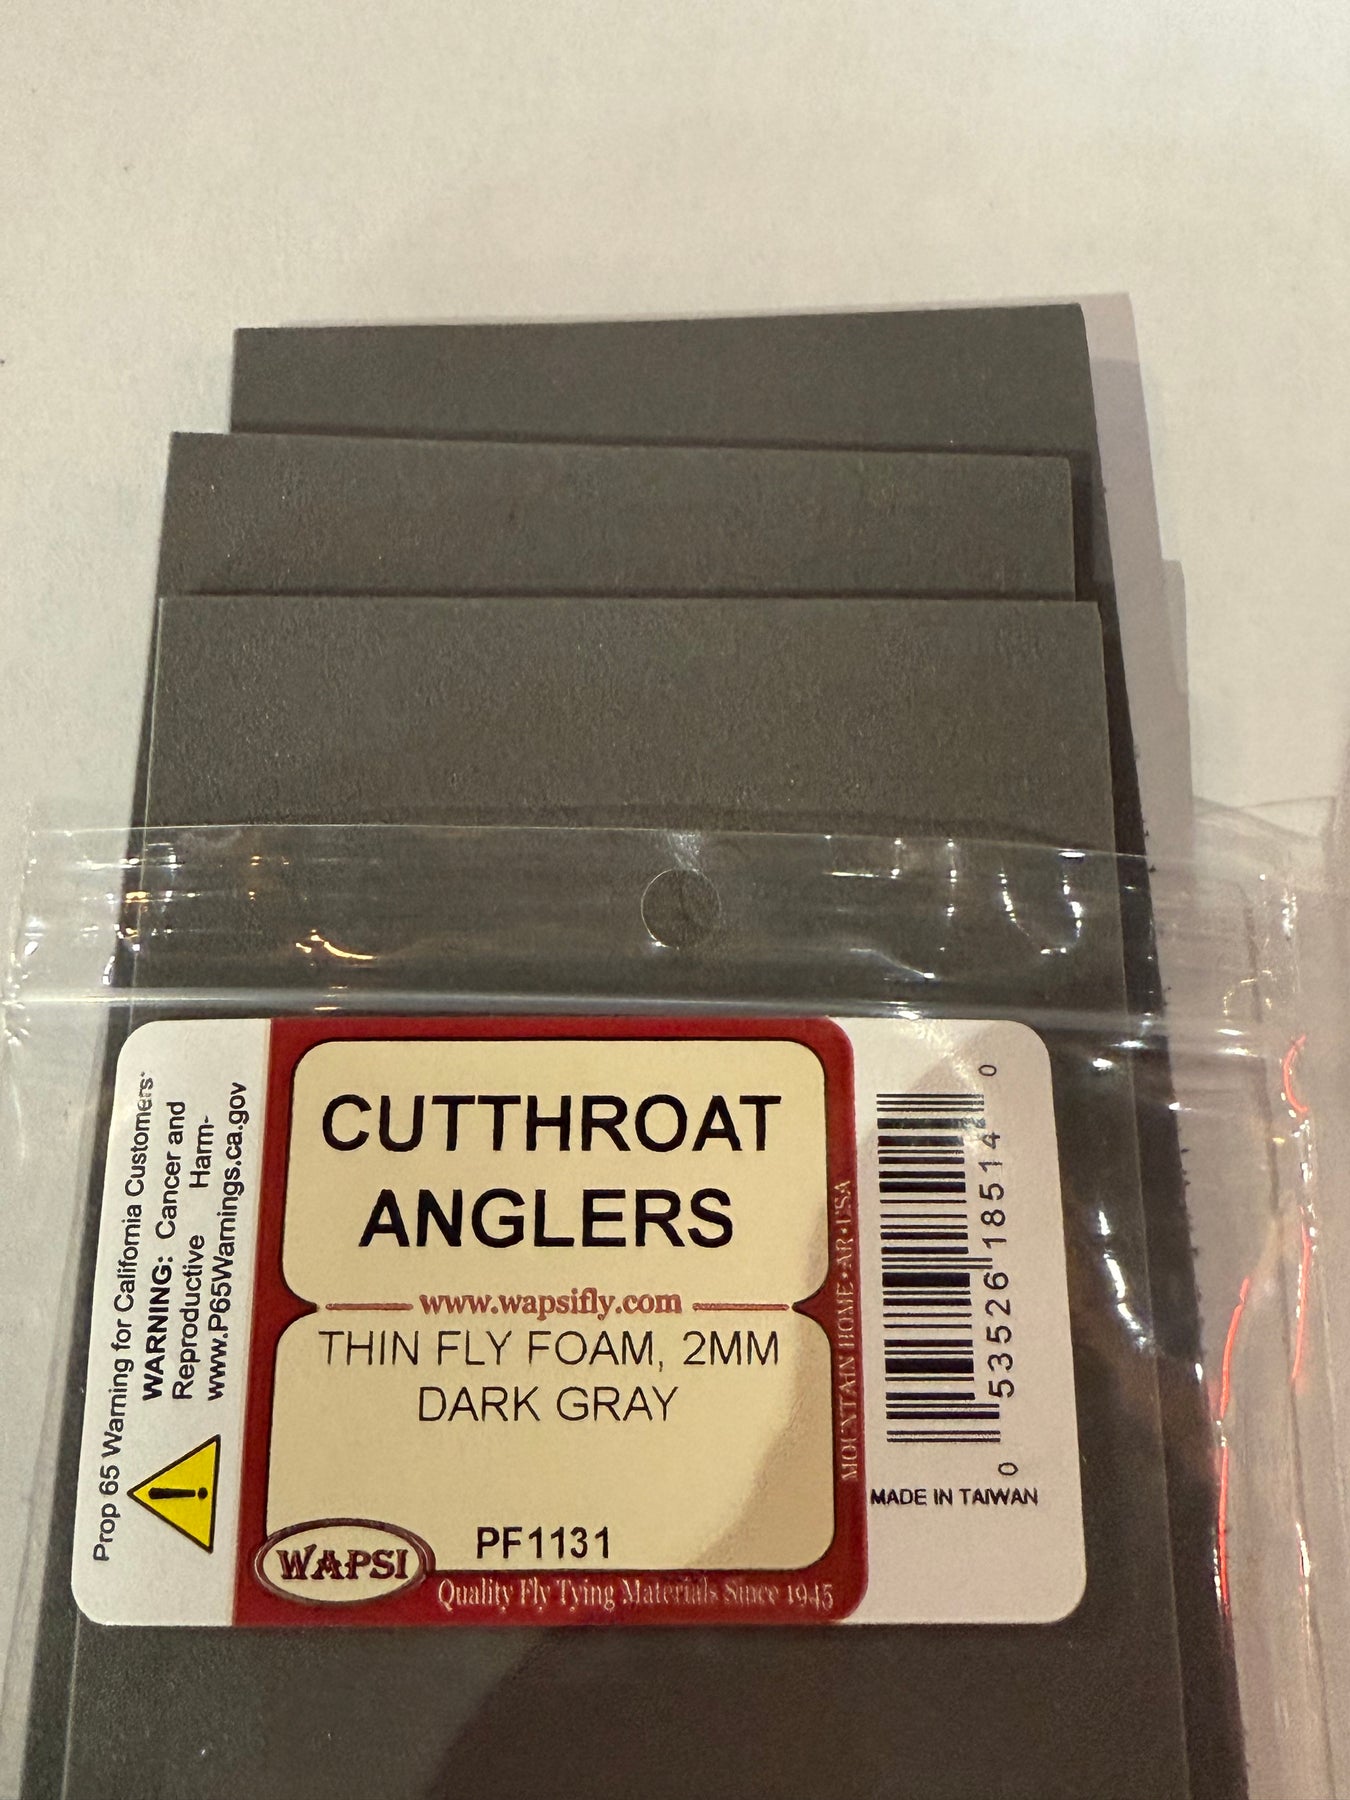 Prop 65 Warning for California Customers:
WARNING: Cancer and
Reproductive Harm-
www.P65Warnings.ca.gov
CUTTHROAT
ANGLERS
www.wapsifly.com
THIN FLY FOAM, 2MM
DARK GRAY
PF1131
WAPSI
Quality Fly Tying Materials Since 1945
MOUNTAIN HOME•AR•USA
0 53526 18514 0
MADE IN TAIWAN